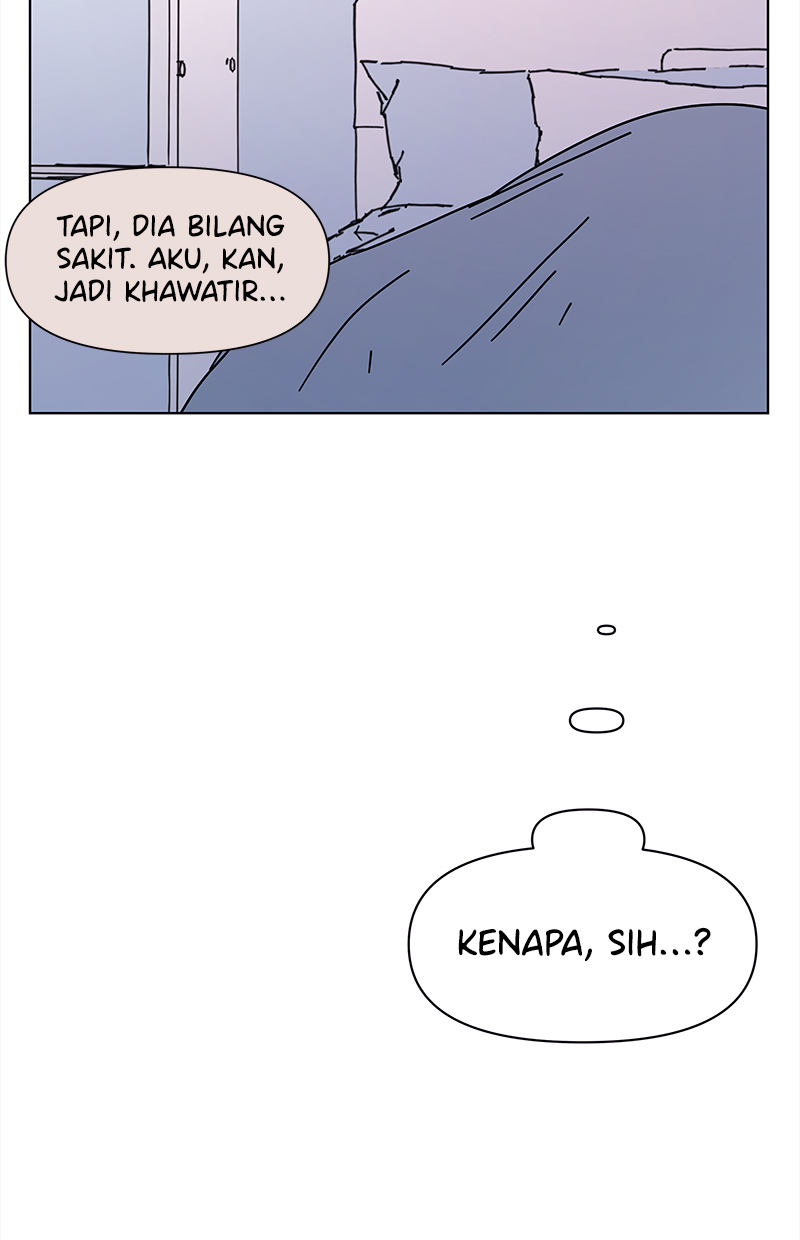 TAPI, DIA BILANG
SAKIT. AKU, KAN,
JADI KHAWATIR...
KENAPA, SIH...?